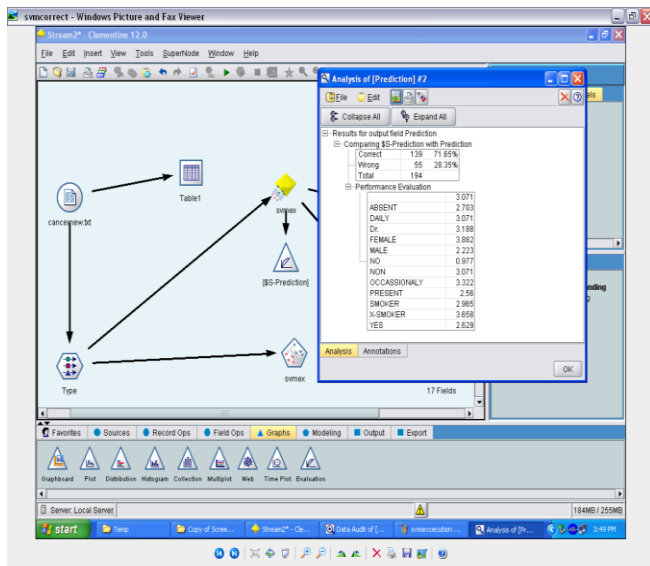 svmcorrect - Windows Picture and Fax Viewer
Stream2* - Clementine 12.0
File Edit Insert View Tools SuperNode Window Help
Analysis of [Prediction] #2
File Edit
Collapse All Expand All
Results for output field Prediction
Comparing $S-Prediction with Prediction
Correct 139 71.65%
Wrong 55 28.35%
Total 194
Performance Evaluation
3.071
ABSENT 2.703
DAILY 3.071
Dr. 3.188
FEMALE 3.882
MALE 2.223
NO 0.977
NON 3.071
OCCASSIONALY 3.322
PRESENT 2.56
SMOKER 2.965
X-SMOKER 3.658
YES 2.629
Analysis Annotations
OK
els
nding
Table1
cancernew.txt
svmex
[$S-Prediction]
Type
svmex
17 Fields
Favorites Sources Record Ops Field Ops Graphs Modeling Output Export
Graphboard Plot Distribution Histogram Collection Multiplot Web Time Plot Evaluation
Server: Local Server
184MB / 255MB
start Temp Copy of Scree... Stream2* - Cle... Data Audit of [... svmexcecution ... Analysis of [Pr... 3:49 PM